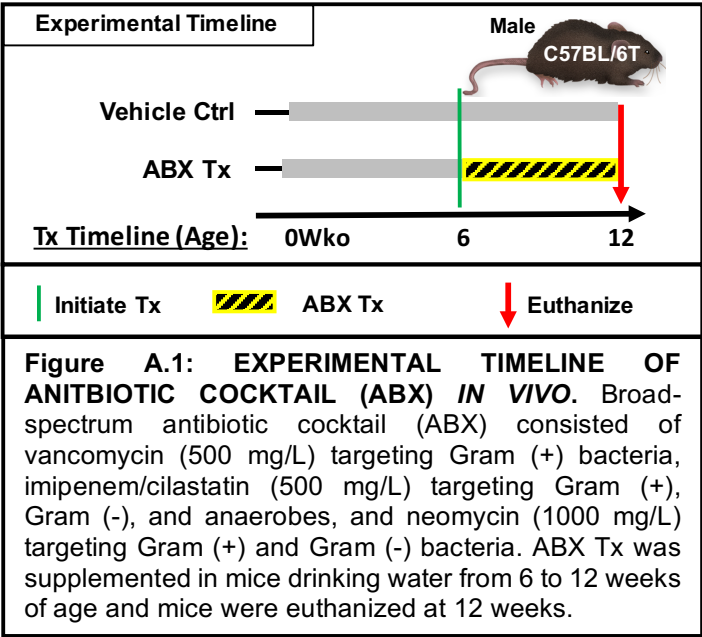 Experimental Timeline
Male
C57BL/6T
Vehicle Ctrl
ABX Tx
Tx Timeline (Age): 0Wko 6 12
Initiate Tx ABX Tx Euthanize
Figure A.1: EXPERIMENTAL TIMELINE OF
ANITBIOTIC COCKTAIL (ABX) IN VIVO. Broad-
spectrum antibiotic cocktail (ABX) consisted of
vancomycin (500 mg/L) targeting Gram (+) bacteria,
imipenem/cilastatin (500 mg/L) targeting Gram (+),
Gram (-), and anaerobes, and neomycin (1000 mg/L)
targeting Gram (+) and Gram (-) bacteria. ABX Tx was
supplemented in mice drinking water from 6 to 12 weeks
of age and mice were euthanized at 12 weeks.